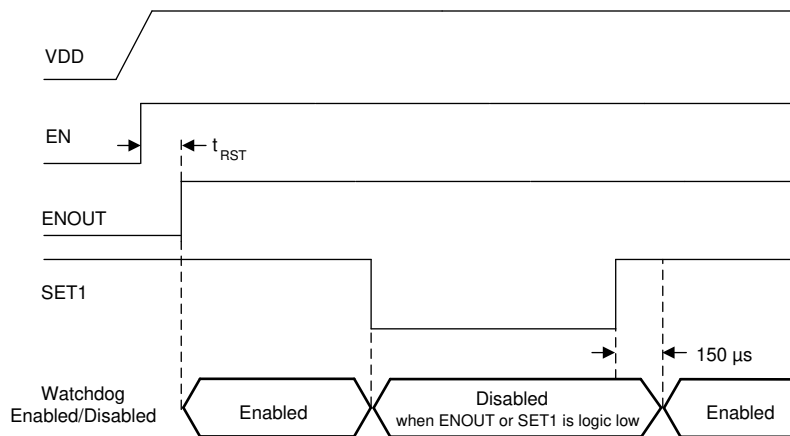 VDD
EN
tRST
ENOUT
SET1
150 µs
Watchdog
Enabled/Disabled
Enabled
Disabled
when ENOUT or SET1 is logic low
Enabled